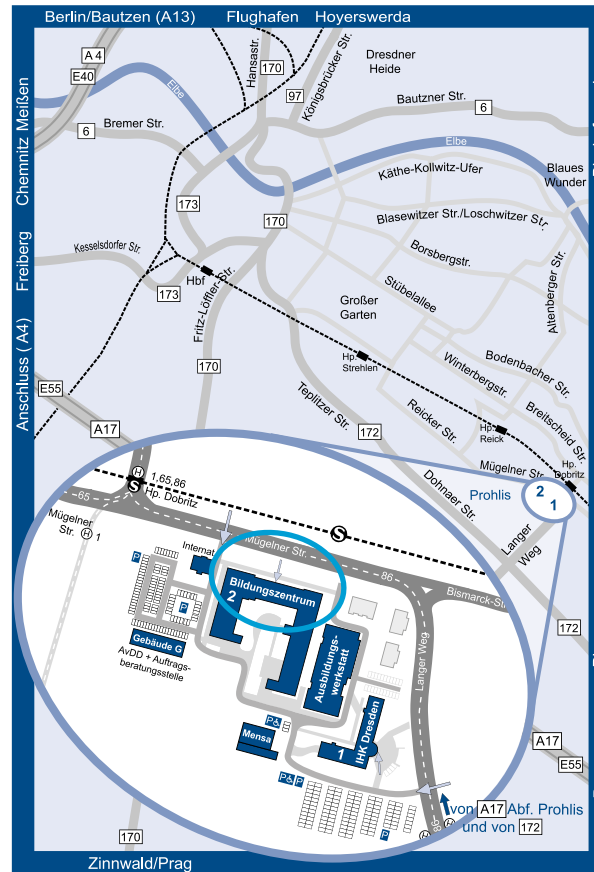 Berlin/Bautzen (A13)
Flughafen
Hoyerswerda
Anschluss ( A4)
Freiberg
Chemnitz
Meißen
A 4
E40
Elbe
Hansastr.
170
97
Königsbrücker Str.
Dresdner
Heide
Bautzner Str.
6
6
Bremer Str.
Elbe
Käthe-Kollwitz-Ufer
Blaues
Wunder
173
170
Blasewitzer Str./Loschwitzer Str.
Borsbergstr.
Kesselsdorfer Str.
Hbf
173
Fritz-Löffler-Str.
Stübelallee
Altenberger Str.
Großer
Garten
Hp.
Strehlen
Winterbergstr.
Bodenbacher Str.
170
Teplitzer Str.
Reicker Str.
Breitscheid Str.
E55
A17
172
Hp.
Reick
Dohnaer Str.
Mügelner Str.
Hp.
Dobritz
Prohlis
2
1
Langer
Weg
H
1,65,86
S
Hp. Dobritz
65
Mügelner
Str.
H 1
S
Mügelner Str.
Internat
86
Bismarck-Str.
P
P
Bildungszentrum
2
Gebäude G
AvDD + Auftrags-
beratungsstelle
Ausbildungs-
werkstatt
Langer Weg
172
P
Mensa
1
IHK Dresden
A17
E55
P
P
P
86
H
H
von A17 Abf. Prohlis
und von 172
170
Zinnwald/Prag